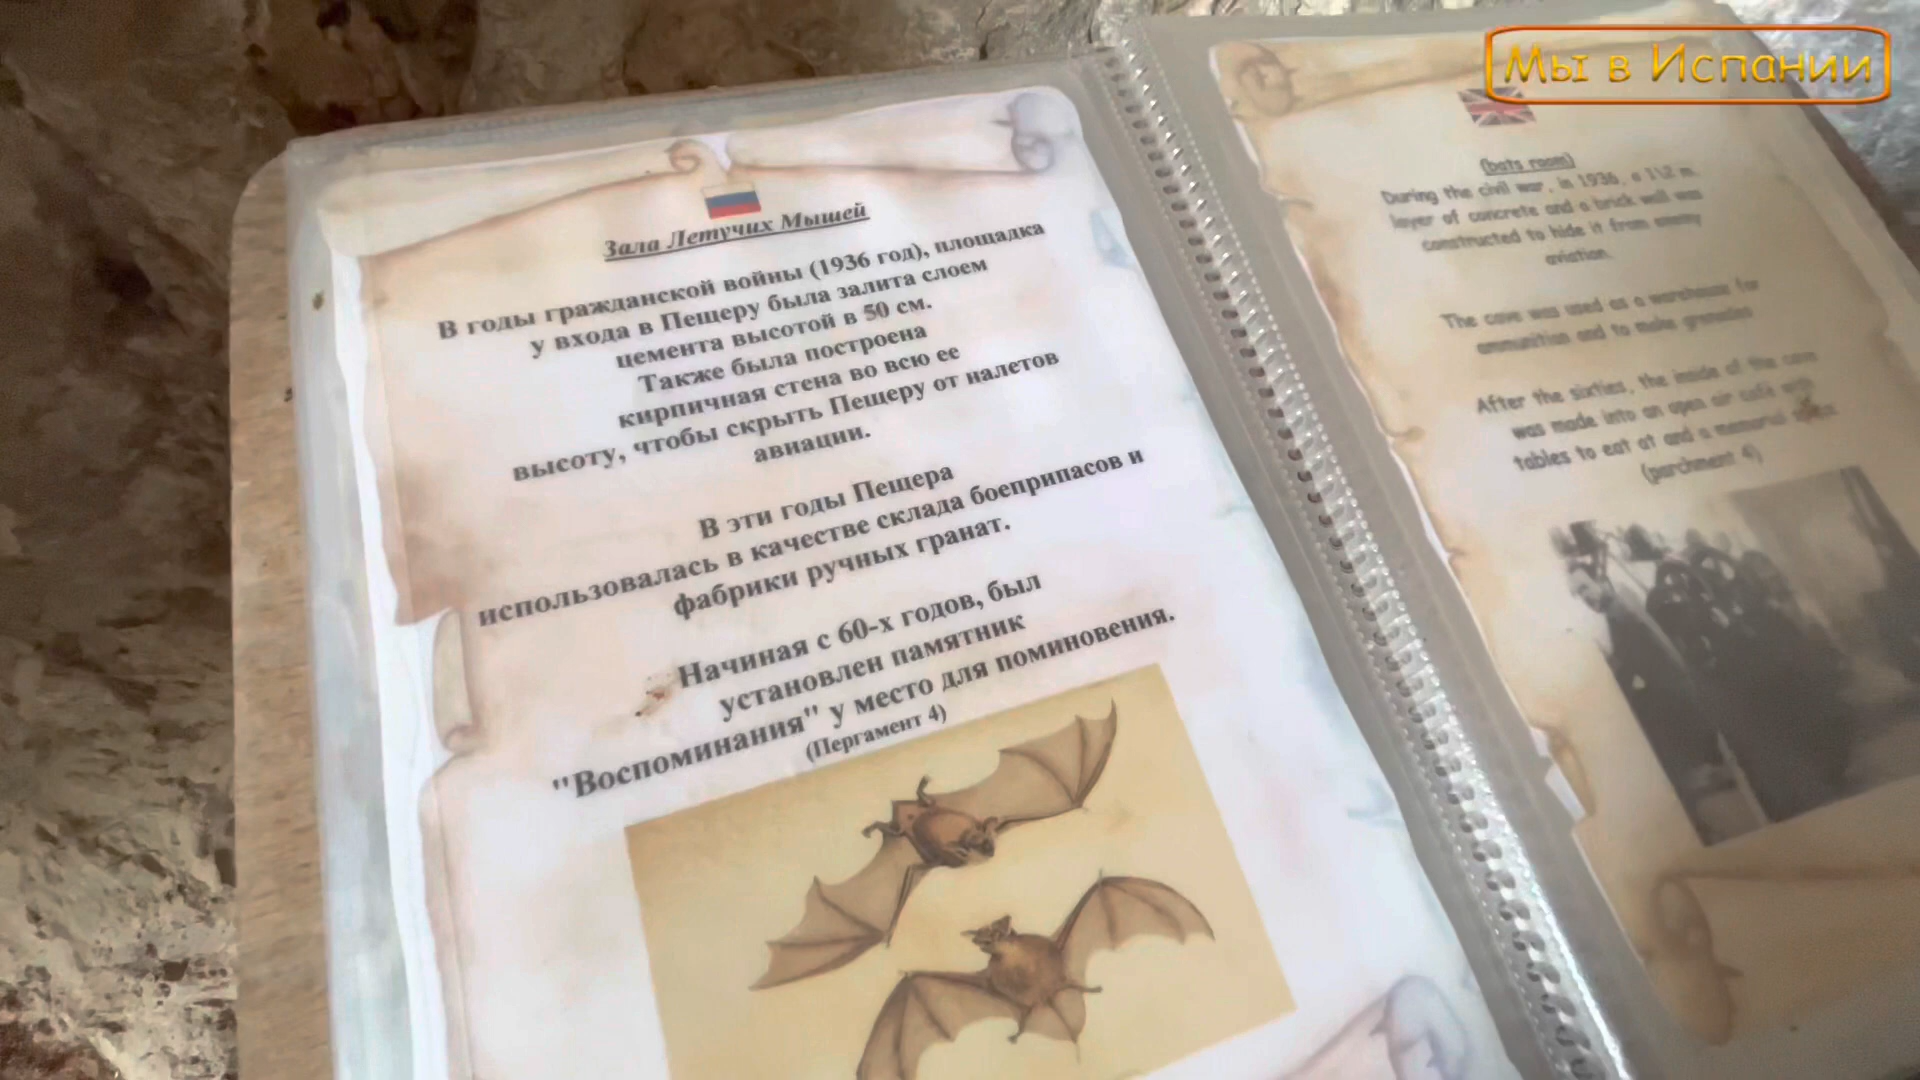 Мы в Испании
Зала Летучих Мышей
В годы гражданской войны (1936 год), площадка
у входа в Пещеру была залита слоем
цемента высотой в 50 см.
Также была построена
кирпичная стена во всю ее
высоту, чтобы скрыть Пещеру от налетов
авиации.
В эти годы Пещера
использовалась в качестве склада боеприпасов и
фабрики ручных гранат.
Начиная с 60-х годов, был
установлен памятник
"Воспоминания" у место для поминовения.
(Пергамент 4)
(bats room)
During the civil war, in 1936, a 1\2 m.
layer of concrete and a brick wall was
constructed to hide it from enemy
aviation.
The cave was used as a warehouse for
ammunition and to make grenades
After the sixties, the inside of the cave
was made into an open air café with
tables to eat at and a memorial
(parchment 4)